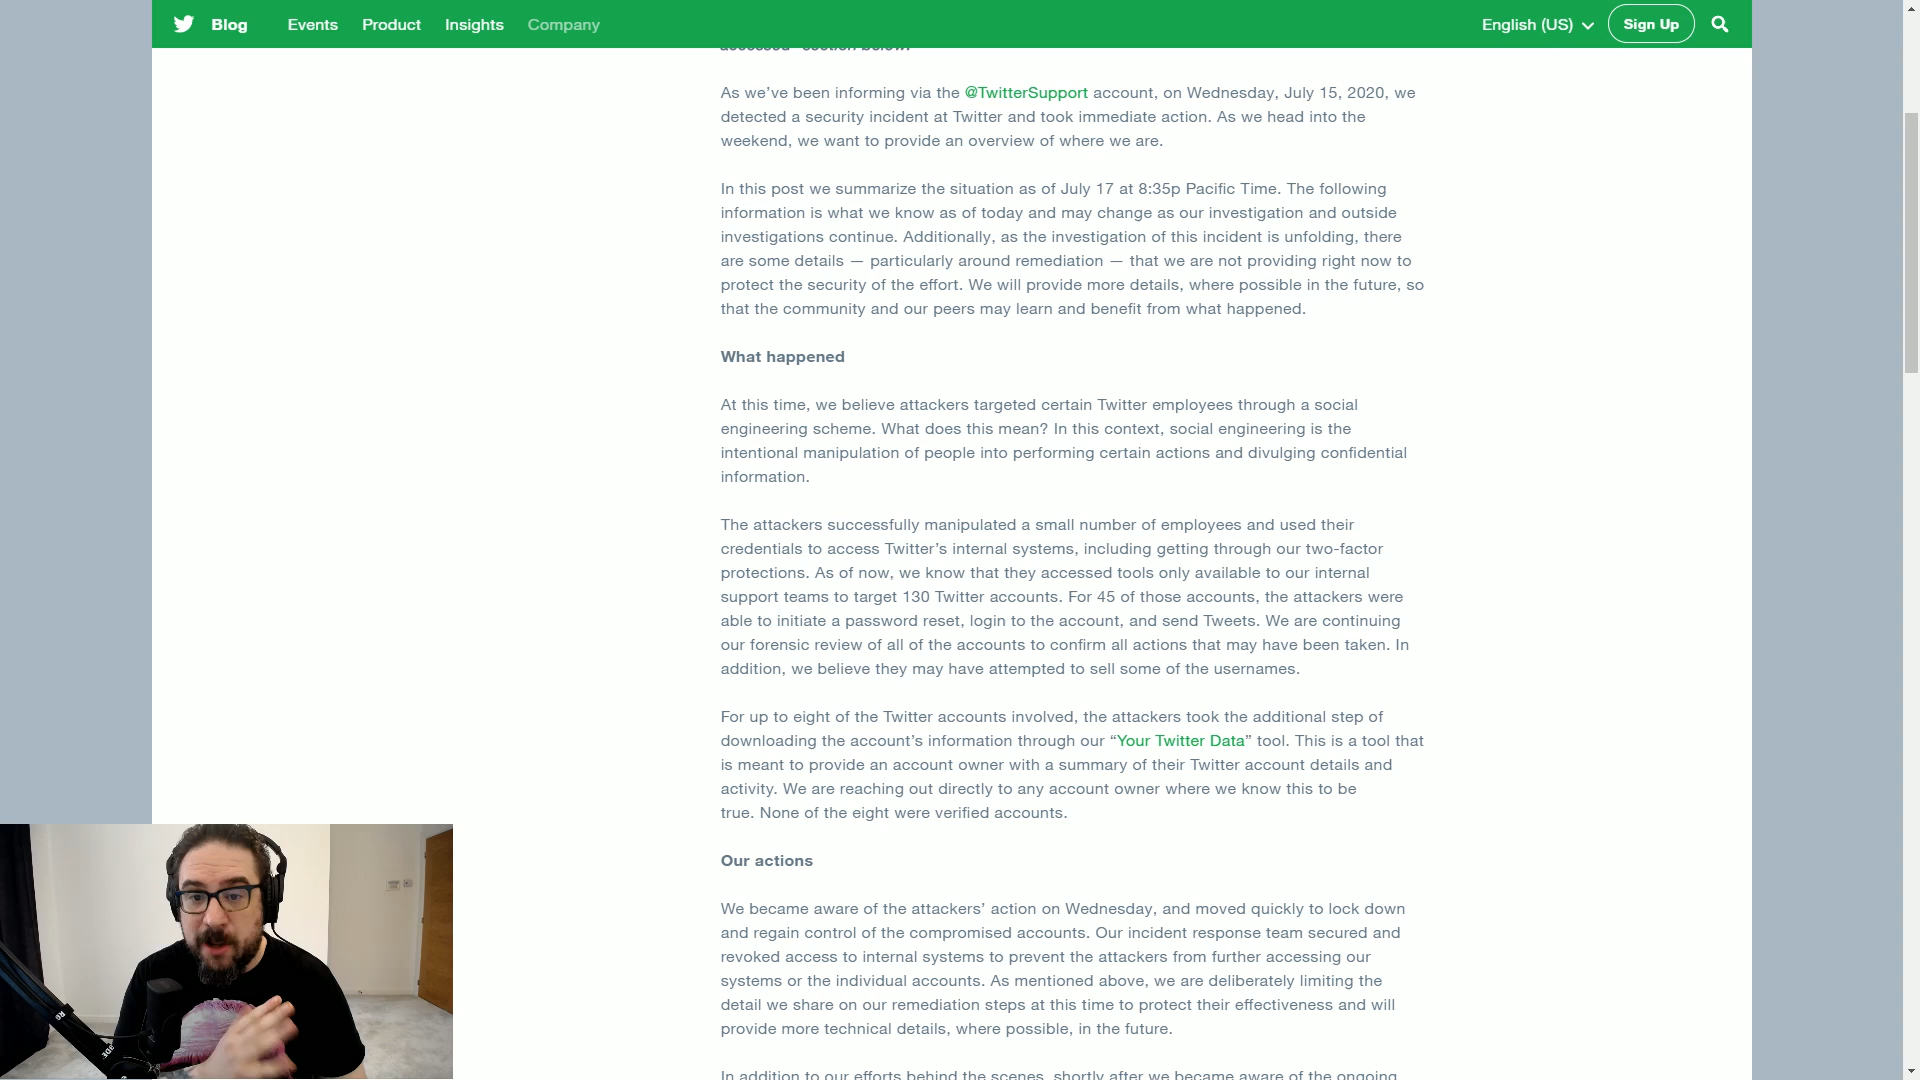 Blog Events Product Insights Company English (US) Sign Up
accessed" section below.
As we've been informing via the @TwitterSupport account, on Wednesday, July 15, 2020, we
detected a security incident at Twitter and took immediate action. As we head into the
weekend, we want to provide an overview of where we are.
In this post we summarize the situation as of July 17 at 8:35p Pacific Time. The following
information is what we know as of today and may change as our investigation and outside
investigations continue. Additionally, as the investigation of this incident is unfolding, there
are some details — particularly around remediation — that we are not providing right now to
protect the security of the effort. We will provide more details, where possible in the future, so
that the community and our peers may learn and benefit from what happened.
What happened
At this time, we believe attackers targeted certain Twitter employees through a social
engineering scheme. What does this mean? In this context, social engineering is the
intentional manipulation of people into performing certain actions and divulging confidential
information.
The attackers successfully manipulated a small number of employees and used their
credentials to access Twitter's internal systems, including getting through our two-factor
protections. As of now, we know that they accessed tools only available to our internal
support teams to target 130 Twitter accounts. For 45 of those accounts, the attackers were
able to initiate a password reset, login to the account, and send Tweets. We are continuing
our forensic review of all of the accounts to confirm all actions that may have been taken. In
addition, we believe they may have attempted to sell some of the usernames.
For up to eight of the Twitter accounts involved, the attackers took the additional step of
downloading the account's information through our “Your Twitter Data” tool. This is a tool that
is meant to provide an account owner with a summary of their Twitter account details and
activity. We are reaching out directly to any account owner where we know this to be
true. None of the eight were verified accounts.
Our actions
We became aware of the attackers' action on Wednesday, and moved quickly to lock down
and regain control of the compromised accounts. Our incident response team secured and
revoked access to internal systems to prevent the attackers from further accessing our
systems or the individual accounts. As mentioned above, we are deliberately limiting the
detail we share on our remediation steps at this time to protect their effectiveness and will
provide more technical details, where possible, in the future.
In addition to our efforts behind the scenes, shortly after we became aware of the ongoing